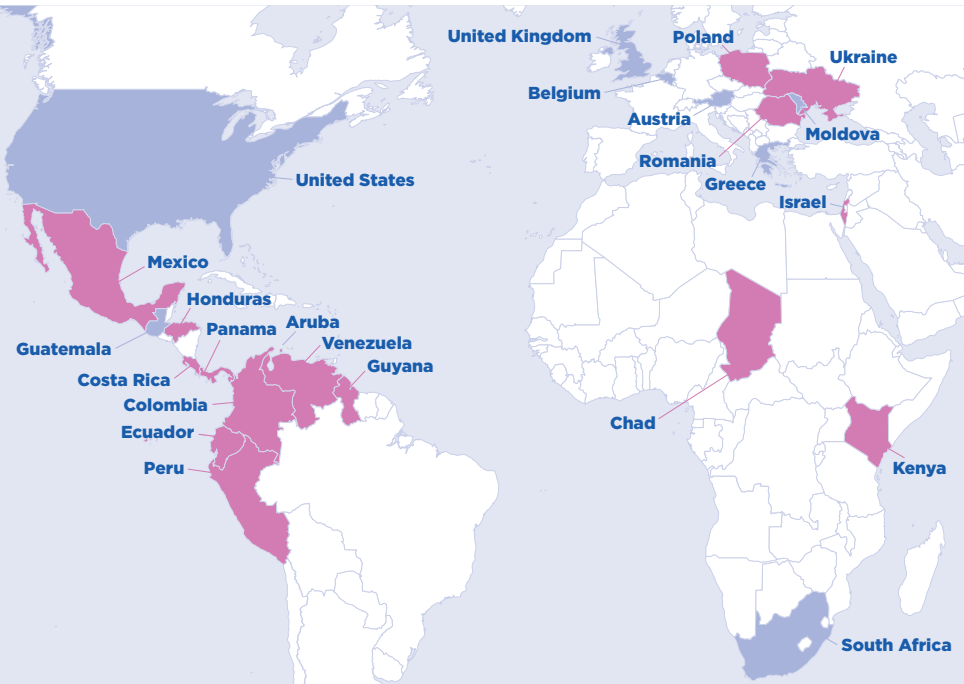 United Kingdom
Poland
Ukraine
Belgium
Austria
Moldova
Romania
Greece
Israel
United States
Mexico
Honduras
Panama
Aruba
Guatemala
Venezuela
Guyana
Costa Rica
Colombia
Ecuador
Peru
Chad
Kenya
South Africa